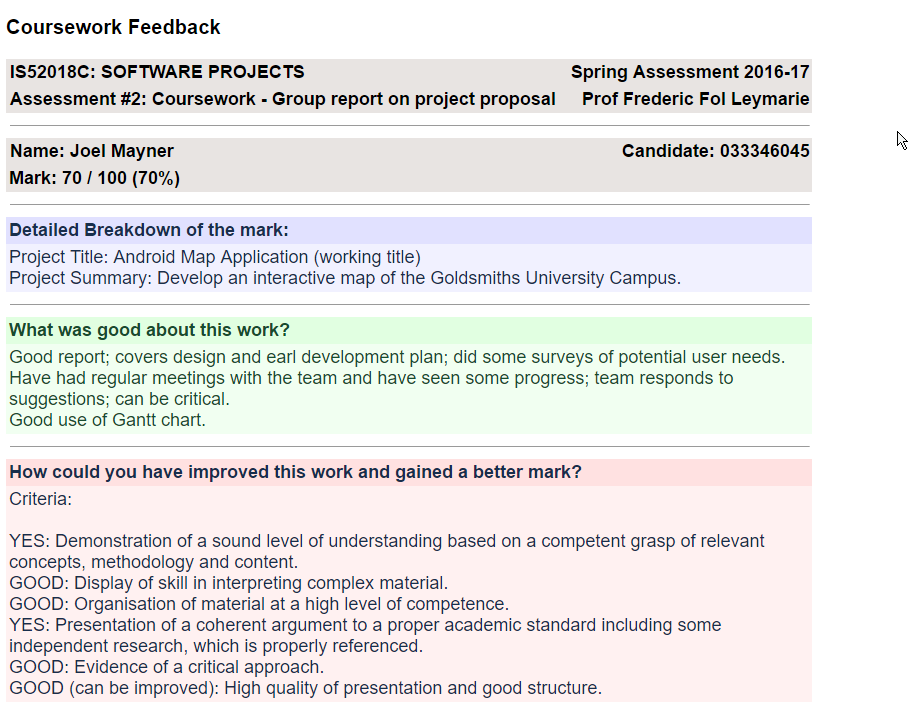 Coursework Feedback
IS52018C: SOFTWARE PROJECTS Spring Assessment 2016-17
Assessment #2: Coursework - Group report on project proposal Prof Frederic Fol Leymarie
Name: Joel Mayner Candidate: 033346045
Mark: 70 / 100 (70%)
Detailed Breakdown of the mark:
Project Title: Android Map Application (working title)
Project Summary: Develop an interactive map of the Goldsmiths University Campus.
What was good about this work?
Good report; covers design and earl development plan; did some surveys of potential user needs.
Have had regular meetings with the team and have seen some progress; team responds to
suggestions; can be critical.
Good use of Gantt chart.
How could you have improved this work and gained a better mark?
Criteria:
YES: Demonstration of a sound level of understanding based on a competent grasp of relevant
concepts, methodology and content.
GOOD: Display of skill in interpreting complex material.
GOOD: Organisation of material at a high level of competence.
YES: Presentation of a coherent argument to a proper academic standard including some
independent research, which is properly referenced.
GOOD: Evidence of a critical approach.
GOOD (can be improved): High quality of presentation and good structure.